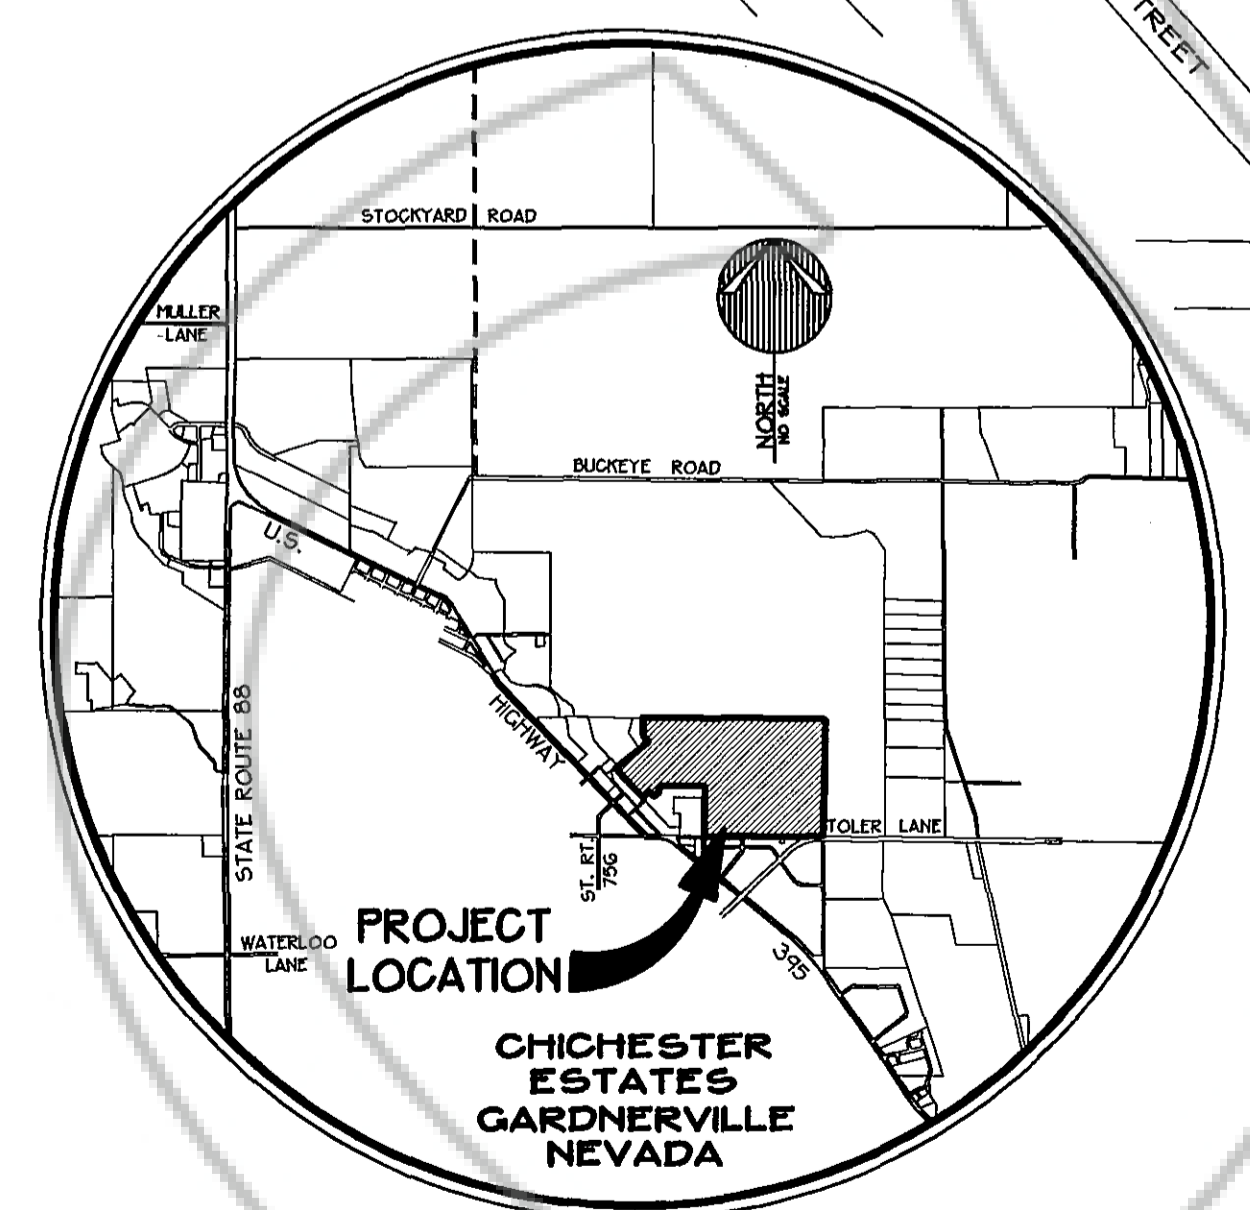 TREET
STOCKYARD ROAD
MULLER
-LANE
NORTH
NO SCALE
BUCKEYE ROAD
U.S.
HIGHWAY
STATE ROUTE 88
TOLER LANE
ST. RT.
756
PROJECT
LOCATION
WATERLOO
LANE
395
CHICHESTER
ESTATES
GARDNERVILLE
NEVADA